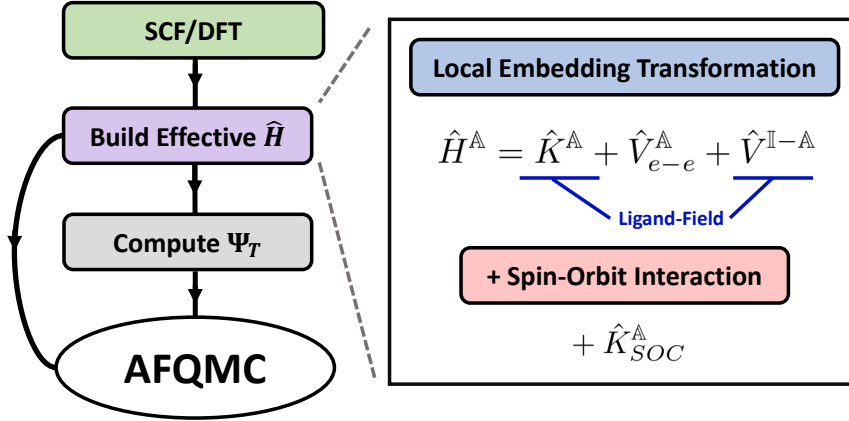 SCF/DFT
Build Effective Ĥ
Compute Ψ_T
AFQMC
Local Embedding Transformation
Ĥ^𝔸 = K̂^𝔸 + V̂^𝔸_{e−e} + V̂^{𝕀−𝔸}
Ligand-Field
+ Spin-Orbit Interaction
+ K̂^𝔸_{SOC}